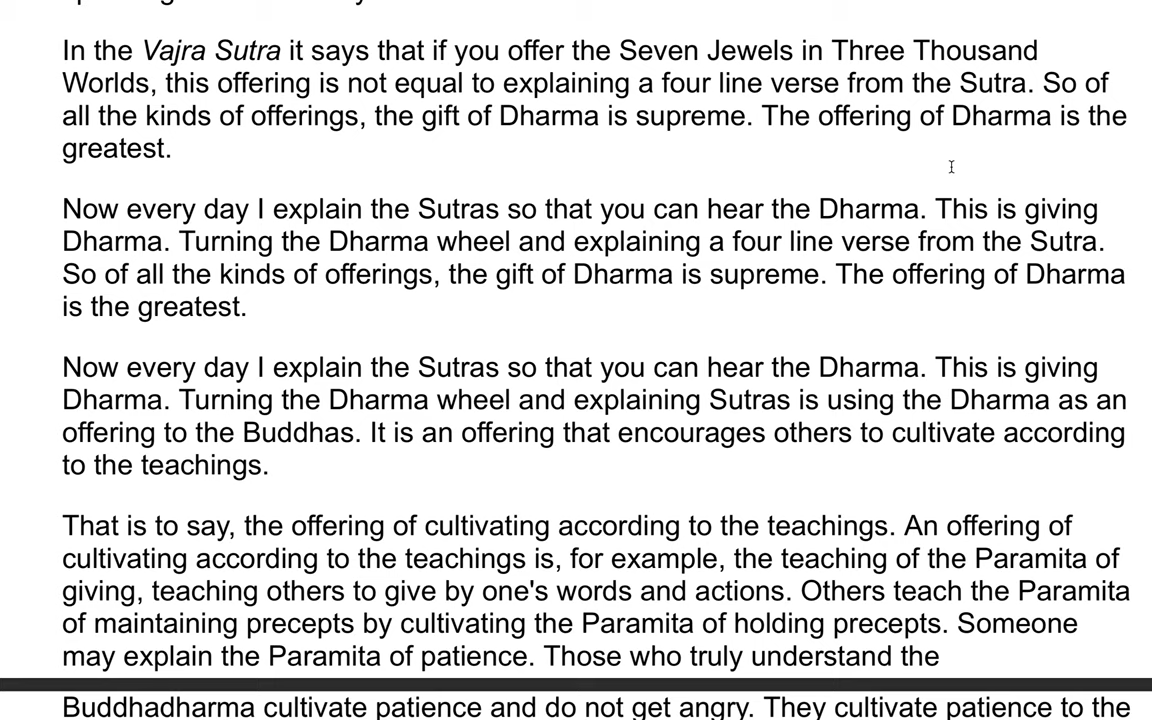 In the Vajra Sutra it says that if you offer the Seven Jewels in Three Thousand
Worlds, this offering is not equal to explaining a four line verse from the Sutra. So of
all the kinds of offerings, the gift of Dharma is supreme. The offering of Dharma is the
greatest.
Now every day I explain the Sutras so that you can hear the Dharma. This is giving
Dharma. Turning the Dharma wheel and explaining a four line verse from the Sutra.
So of all the kinds of offerings, the gift of Dharma is supreme. The offering of Dharma
is the greatest.
Now every day I explain the Sutras so that you can hear the Dharma. This is giving
Dharma. Turning the Dharma wheel and explaining Sutras is using the Dharma as an
offering to the Buddhas. It is an offering that encourages others to cultivate according
to the teachings.
That is to say, the offering of cultivating according to the teachings. An offering of
cultivating according to the teachings is, for example, the teaching of the Paramita of
giving, teaching others to give by one's words and actions. Others teach the Paramita
of maintaining precepts by cultivating the Paramita of holding precepts. Someone
may explain the Paramita of patience. Those who truly understand the
Buddhadharma cultivate patience and do not get angry. They cultivate patience to the